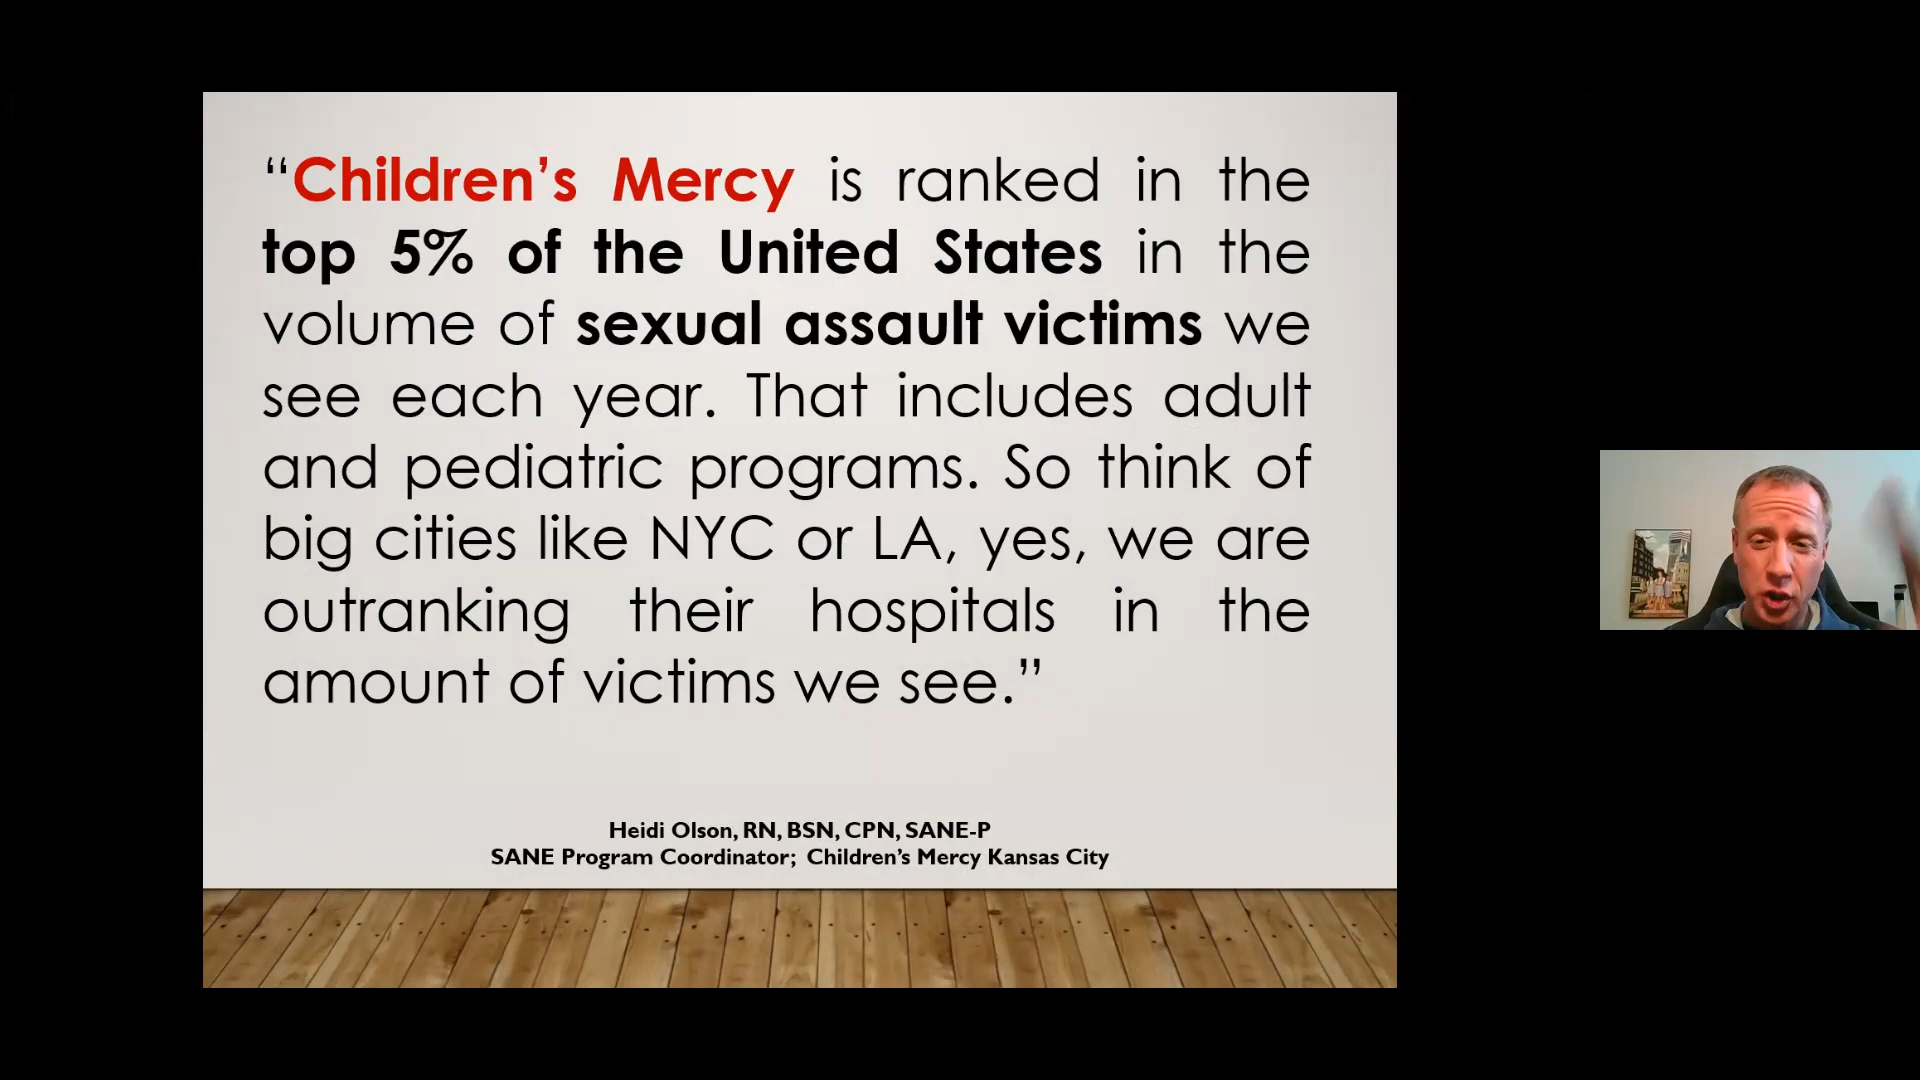 “Children’s Mercy is ranked in the
top 5% of the United States in the
volume of sexual assault victims we
see each year. That includes adult
and pediatric programs. So think of
big cities like NYC or LA, yes, we are
outranking their hospitals in the
amount of victims we see.”
Heidi Olson, RN, BSN, CPN, SANE-P
SANE Program Coordinator; Children’s Mercy Kansas City